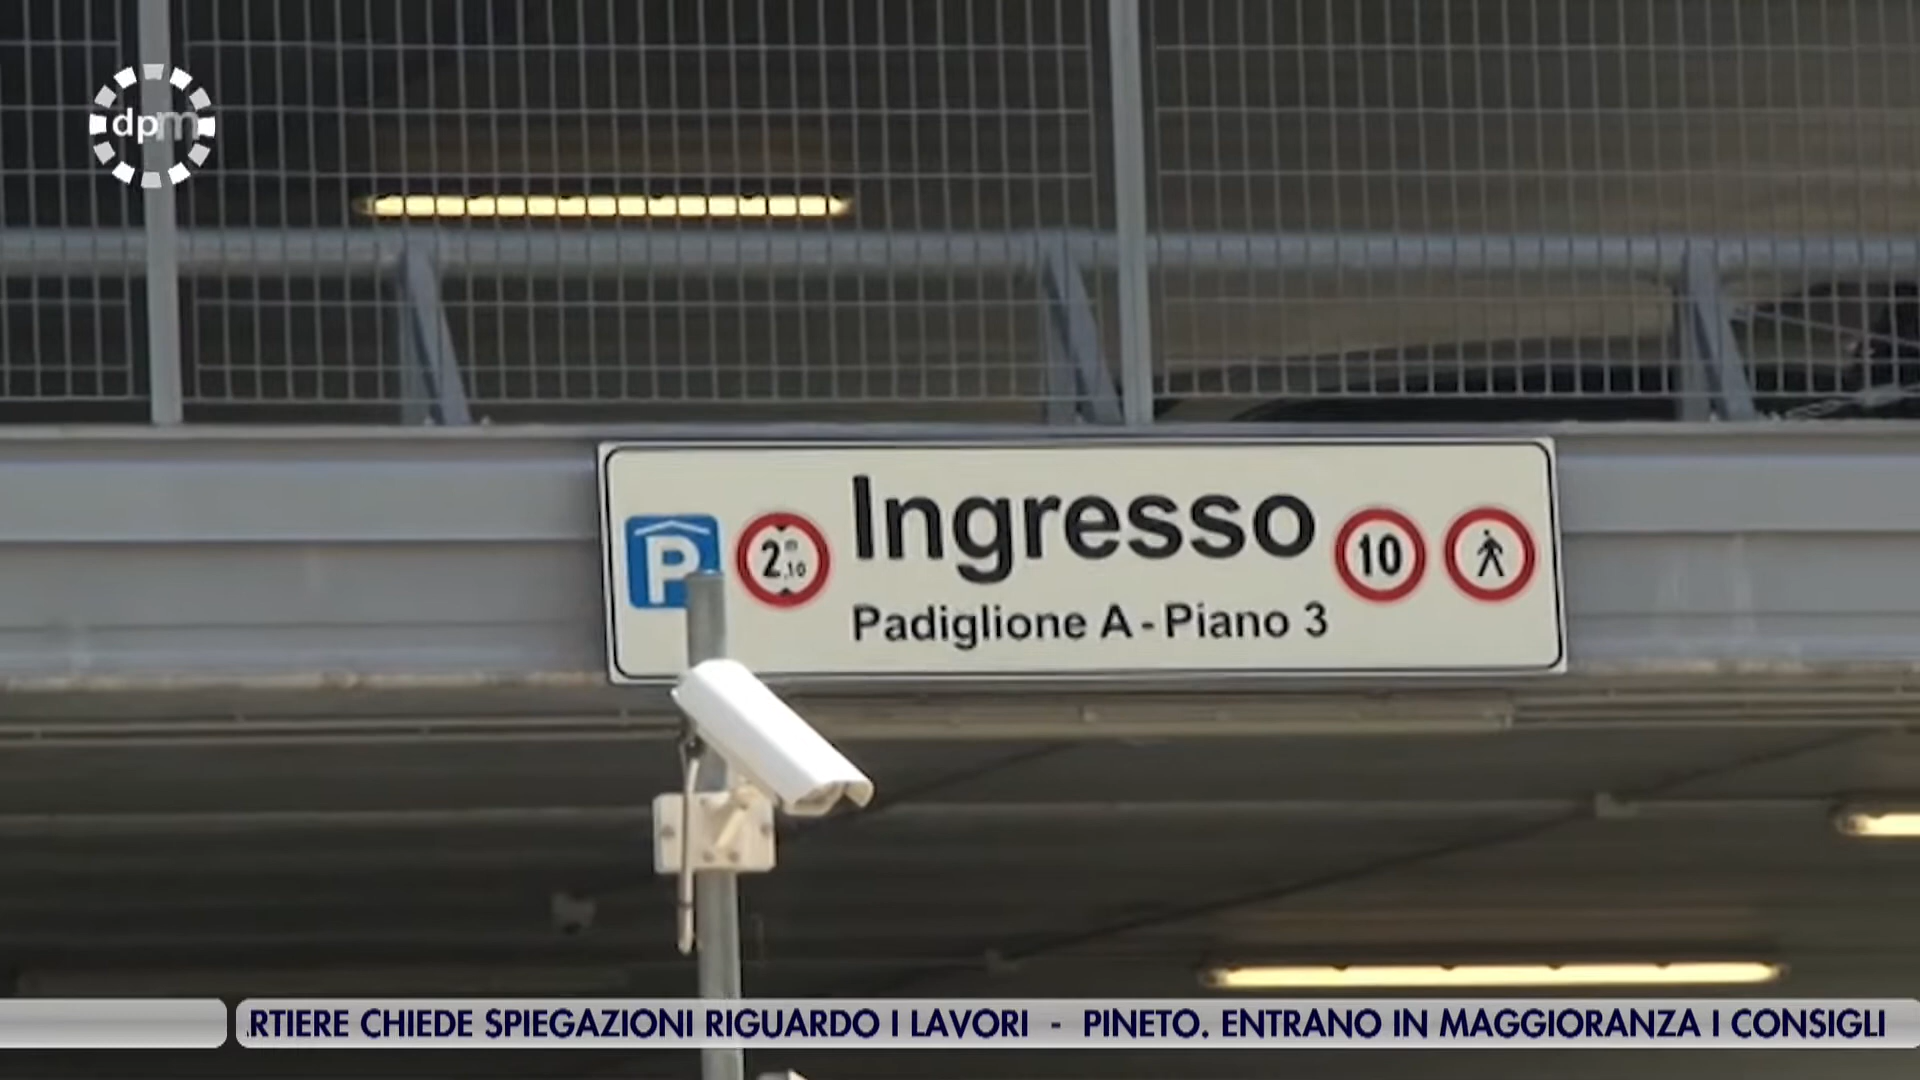 dpm
P
2 m ,10
Ingresso
10
Padiglione A - Piano 3
RTIERE CHIEDE SPIEGAZIONI RIGUARDO I LAVORI - PINETO. ENTRANO IN MAGGIORANZA I CONSIGLI